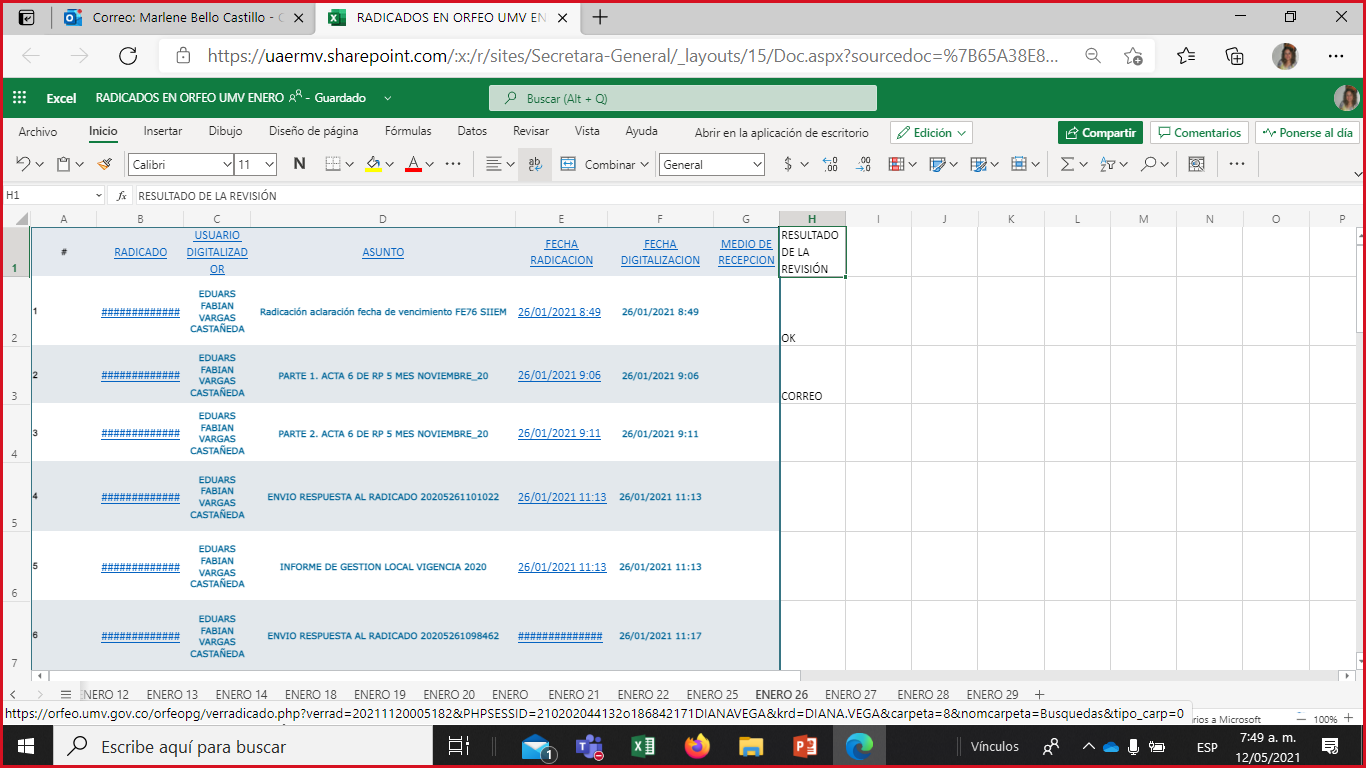 Correo: Marlene Bello Castillo - C
RADICADOS EN ORFEO UMV EN
https://uaermv.sharepoint.com/:x:/r/sites/Secretara-General/_layouts/15/Doc.aspx?sourcedoc=%7B65A38E8...
Excel RADICADOS EN ORFEO UMV ENERO - Guardado
Buscar (Alt + Q)
Archivo Inicio Insertar Dibujo Diseño de página Fórmulas Datos Revisar Vista Ayuda Abrir en la aplicación de escritorio Edición Compartir Comentarios Ponerse al día
Calibri 11 N A ab Combinar General $
H1 fx RESULTADO DE LA REVISIÓN
A B C D E F G H I J K L M N O P
1 # RADICADO
USUARIO
DIGITALIZAD
OR
ASUNTO
FECHA
RADICACION
FECHA
DIGITALIZACION
MEDIO DE
RECEPCION
RESULTADO
DE LA
REVISIÓN
2 1 #############
EDUARS
FABIAN
VARGAS
CASTAÑEDA
Radicación aclaración fecha de vencimiento FE76 SIIEM 26/01/2021 8:49 26/01/2021 8:49
OK
3 2 #############
EDUARS
FABIAN
VARGAS
CASTAÑEDA
PARTE 1. ACTA 6 DE RP 5 MES NOVIEMBRE_20 26/01/2021 9:06 26/01/2021 9:06
CORREO
4 3 #############
EDUARS
FABIAN
VARGAS
CASTAÑEDA
PARTE 2. ACTA 6 DE RP 5 MES NOVIEMBRE_20 26/01/2021 9:11 26/01/2021 9:11
5 4 #############
EDUARS
FABIAN
VARGAS
CASTAÑEDA
ENVIO RESPUESTA AL RADICADO 20205261101022 26/01/2021 11:13 26/01/2021 11:13
6 5 #############
EDUARS
FABIAN
VARGAS
CASTAÑEDA
INFORME DE GESTION LOCAL VIGENCIA 2020 26/01/2021 11:13 26/01/2021 11:13
7 6 #############
EDUARS
FABIAN
VARGAS
CASTAÑEDA
ENVIO RESPUESTA AL RADICADO 20205261098462 ############## 26/01/2021 11:17
ENERO 12 ENERO 13 ENERO 14 ENERO 18 ENERO 19 ENERO 20 ENERO ENERO 21 ENERO 22 ENERO 25 ENERO 26 ENERO 27 ENERO 28 ENERO 29
https://orfeo.umv.gov.co/orfeopg/verradicado.php?verrad=20211120005182&PHPSESSID=210202044132o186842171DIANAVEGA&krd=DIANA.VEGA&carpeta=8&nomcarpeta=Busquedas&tipo_carp=0
rios a Microsoft 100%
Escribe aquí para buscar
1
Vínculos
ESP
7:49 a. m.
12/05/2021